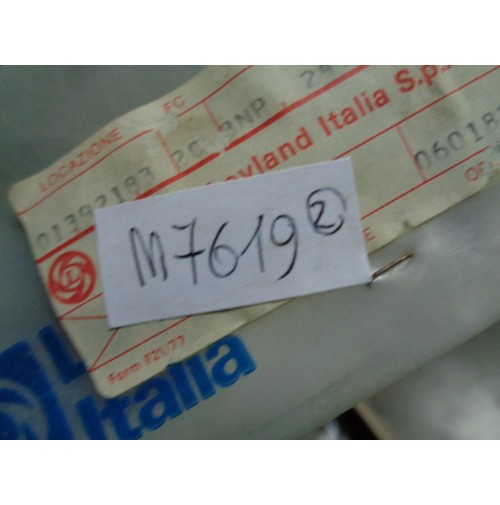 LOCAZIONE
FC
01392183 2C 3NP
Leyland Italia S.p.
060183
M7619 2
Form F21/77
Italia